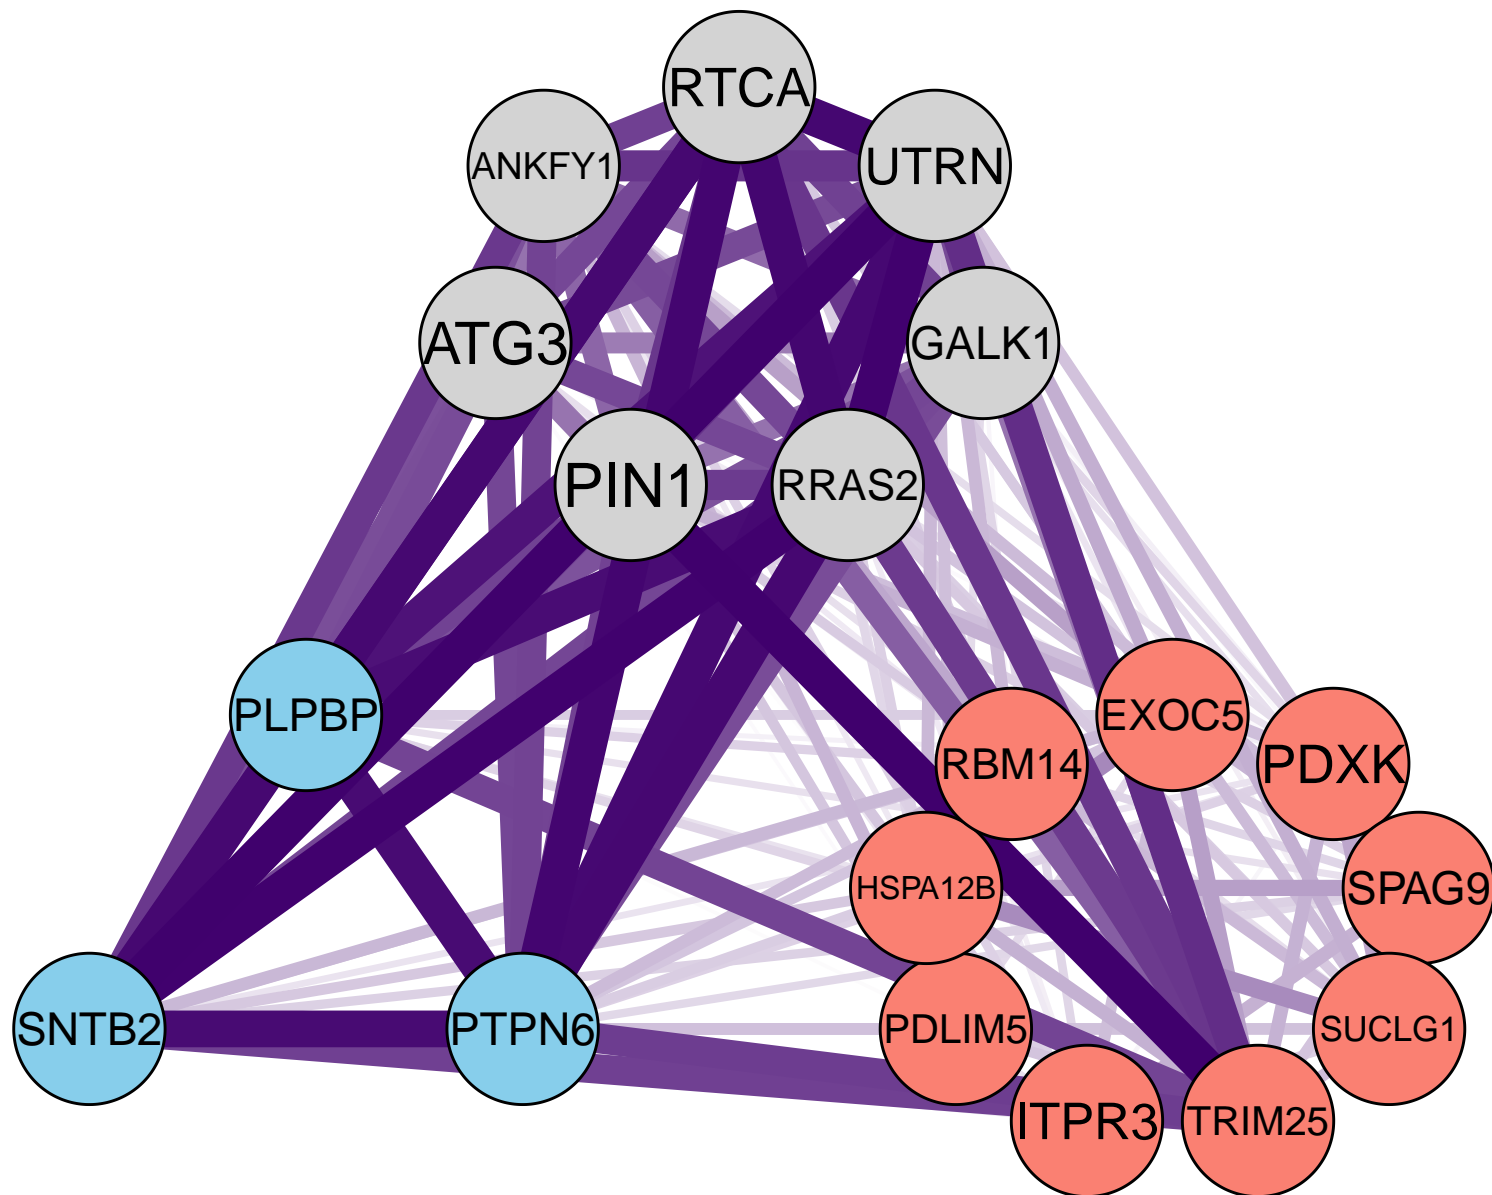 RTCA
ANKFY1
UTRN
ATG3
GALK1
PIN1
RRAS2
PLPBP
EXOC5
RBM14
PDXK
HSPA12B
SPAG9
SNTB2
PTPN6
PDLIM5
SUCLG1
ITPR3
TRIM25